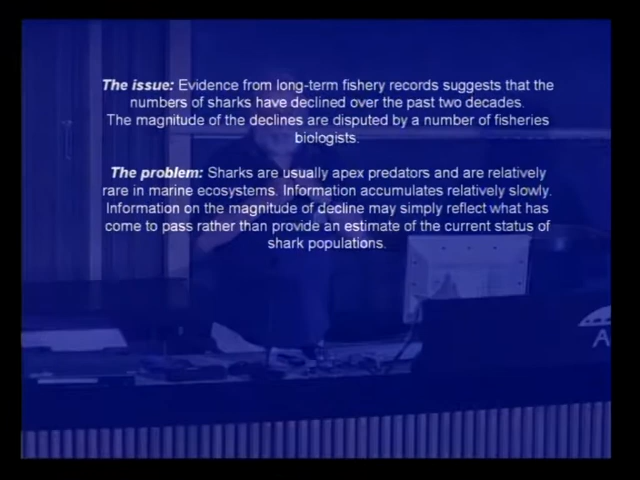 The issue: Evidence from long-term fishery records suggests that the
numbers of sharks have declined over the past two decades.
The magnitude of the declines are disputed by a number of fisheries
biologists.
The problem: Sharks are usually apex predators and are relatively
rare in marine ecosystems. Information accumulates relatively slowly.
Information on the magnitude of decline may simply reflect what has
come to pass rather than provide an estimate of the current status of
shark populations.
A